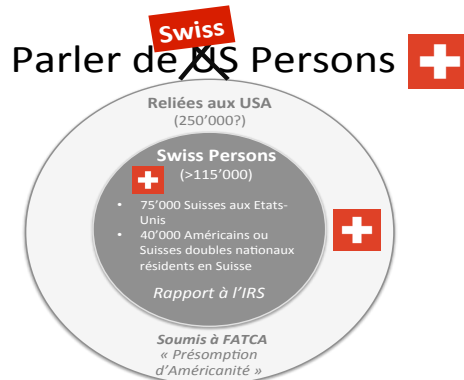 Swiss
Parler de US Persons
Reliées aux USA
(250'000?)
Swiss Persons
(>115'000)
• 75'000 Suisses aux Etats-
Unis
• 40'000 Américains ou
Suisses doubles nationaux
résidents en Suisse
Rapport à l'IRS
Soumis à FATCA
« Présomption
d'Américanité »